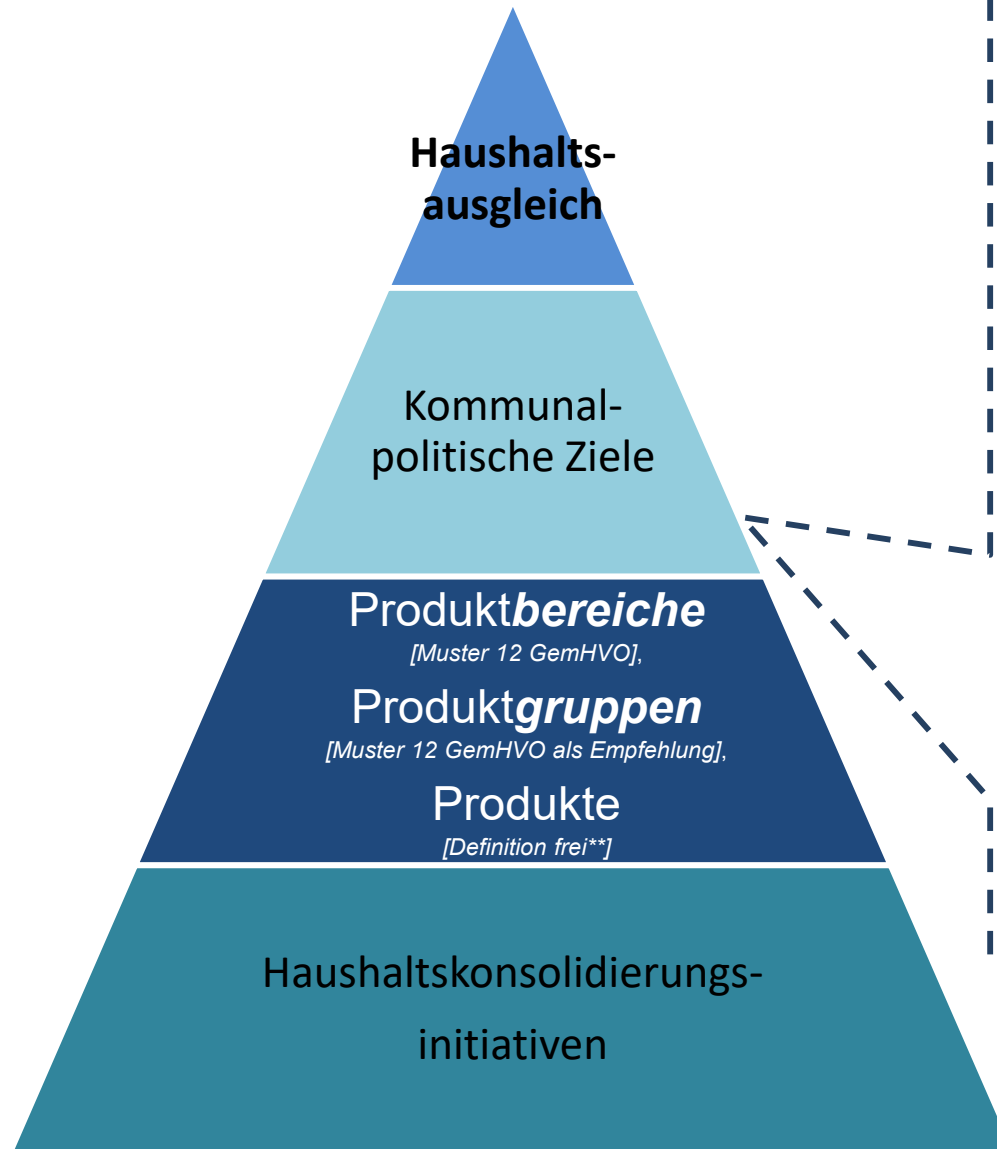 Haushalts-
ausgleich
Kommunal-
politische Ziele
Produktbereiche
[Muster 12 GemHVO],
Produktgruppen
[Muster 12 GemHVO als Empfehlung],
Produkte
[Definition frei**]
Haushaltskonsolidierungs-
initiativen